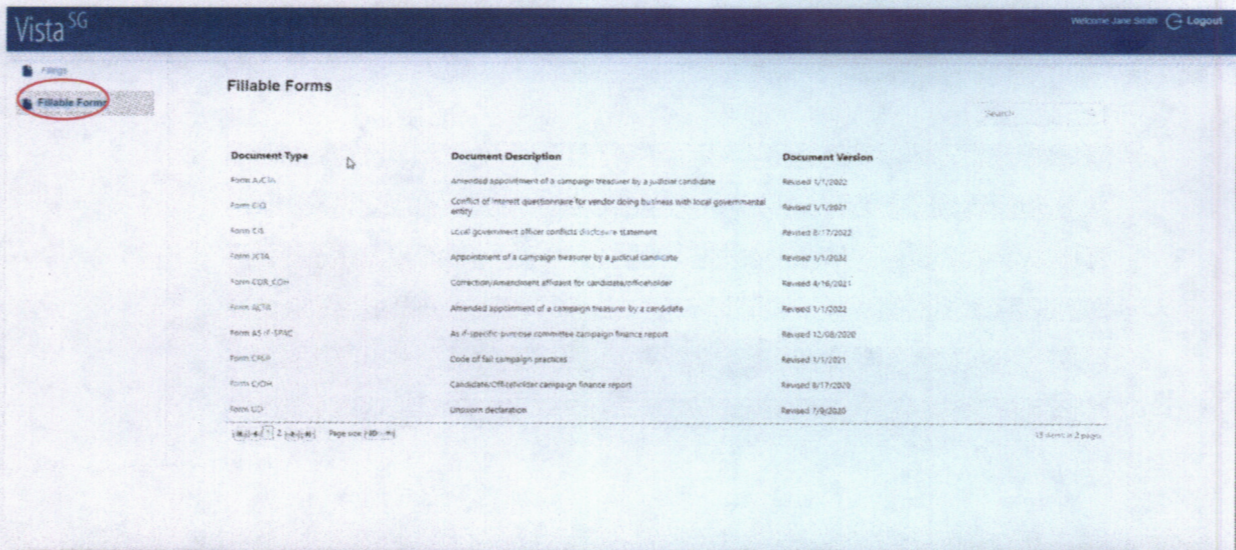 Vista SG
Welcome Jane Smith Logout
Filings
Fillable Forms
Fillable Forms
Search
Document Type Document Description Document Version
Form AJCTA Amended appointment of a campaign treasurer by a judicial candidate Revised 1/1/2022
Form CIQ Conflict of interest questionnaire for vendor doing business with local governmental
entity Revised 1/1/2021
Form CIS Local government officer conflicts disclosure statement Revised 8/17/2022
Form JCTA Appointment of a campaign treasurer by a judicial candidate Revised 1/1/2022
Form COR_COH Correction/Amendment affidavit for candidate/officeholder Revised 4/16/2021
Form ACTA Amended appointment of a campaign treasurer by a candidate Revised 1/1/2022
Form AS IF-SPAC As if-specific purpose committee campaign finance report Revised 12/08/2020
Form CFCP Code of fail campaign practices Revised 1/1/2021
Form C/OH Candidate/Officeholder campaign finance report Revised 8/17/2020
Unsworn declaration Revised 7/9/2020
1 2 Page size
items in 2 pages